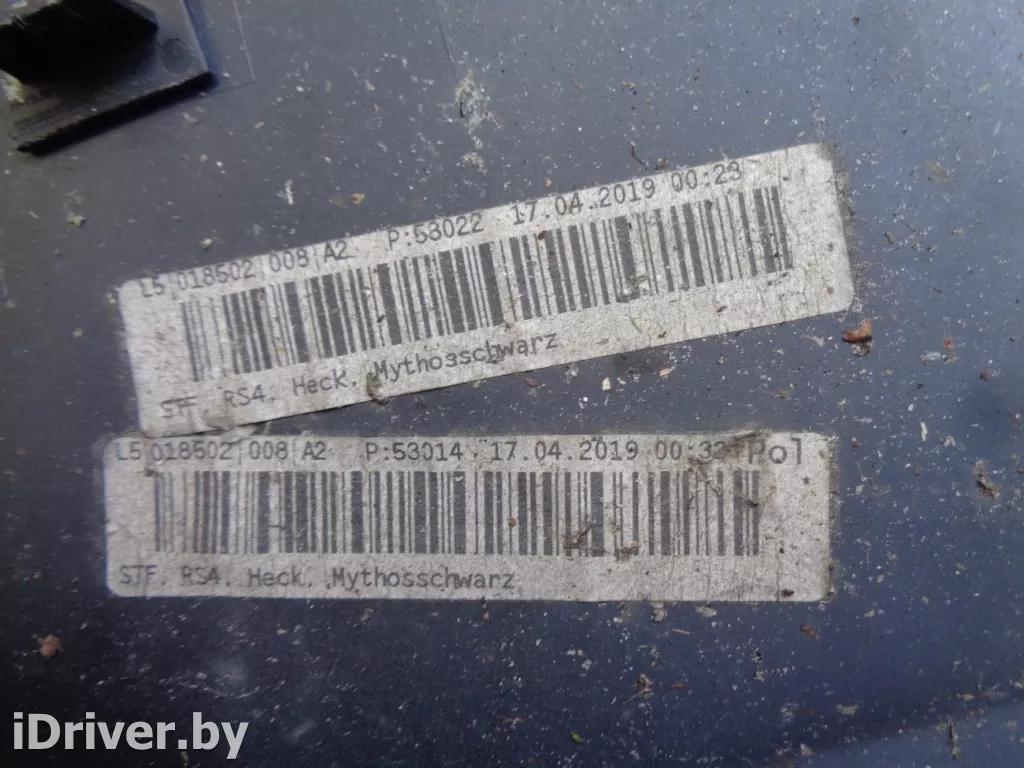 L5 018502 008 A2 P:53022 17.04.2019 00:23
STF. RS4. Heck. Mythosschwarz
L5 018502 008 A2 P:53014 17.04.2019 00:32 Pol
STF. RS4. Heck. Mythosschwarz
iDriver.by